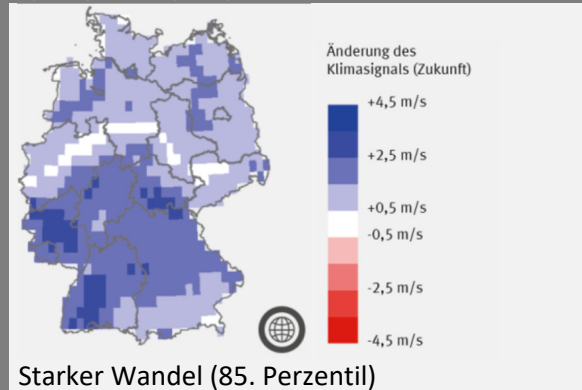 Änderung des
Klimasignals (Zukunft)
+4,5 m/s
+2,5 m/s
+0,5 m/s
-0,5 m/s
-2,5 m/s
-4,5 m/s
Starker Wandel (85. Perzentil)